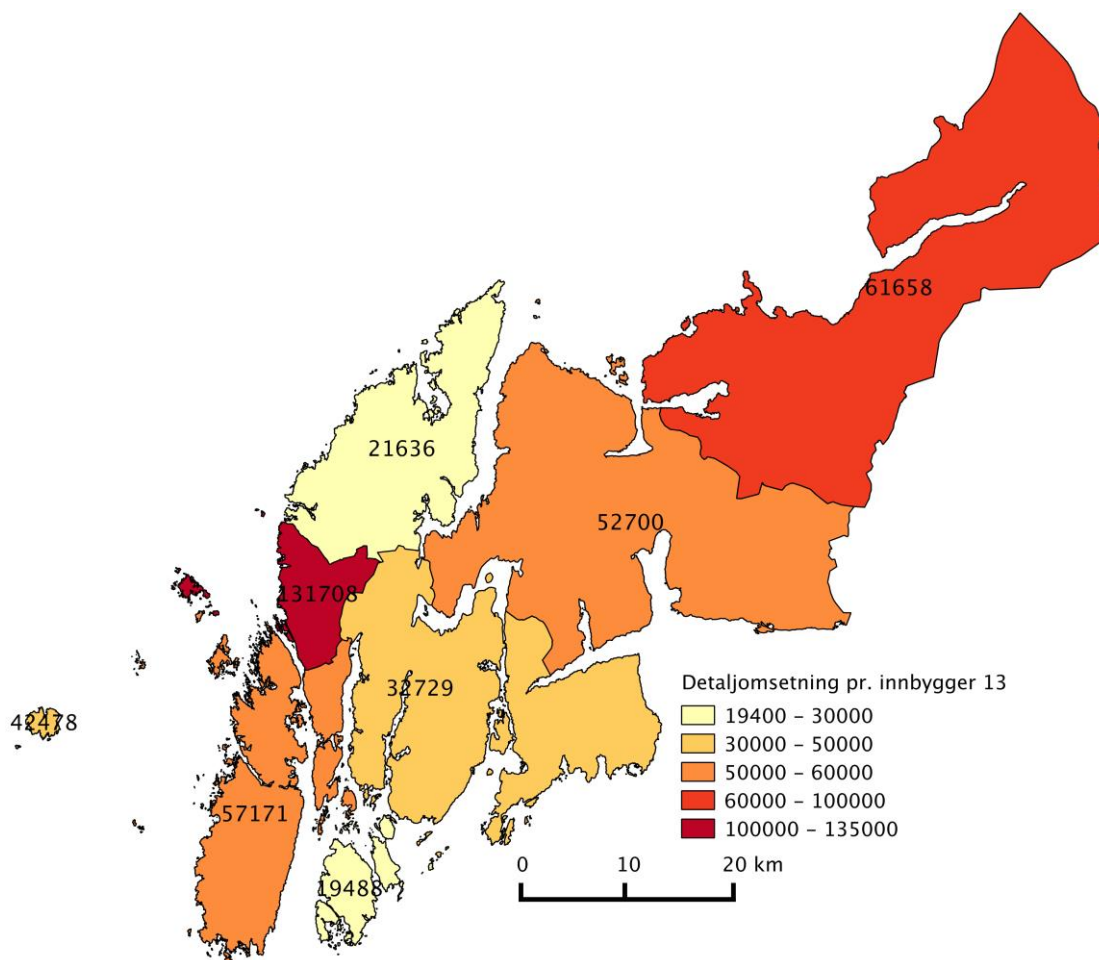 61658
21636
52700
131708
32729
42478
57171
19488
Detaljomsetning pr. innbygger 13
19400 – 30000
30000 – 50000
50000 – 60000
60000 – 100000
100000 – 135000
0 10 20 km